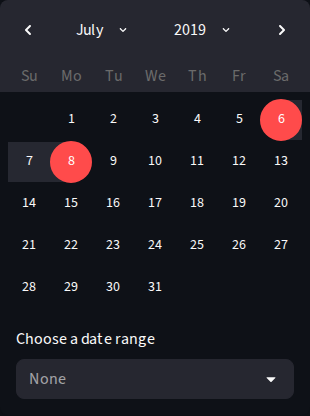 July 2019
Su Mo Tu We Th Fr Sa
1 2 3 4 5 6
7 8 9 10 11 12 13
14 15 16 17 18 19 20
21 22 23 24 25 26 27
28 29 30 31
Choose a date range
None